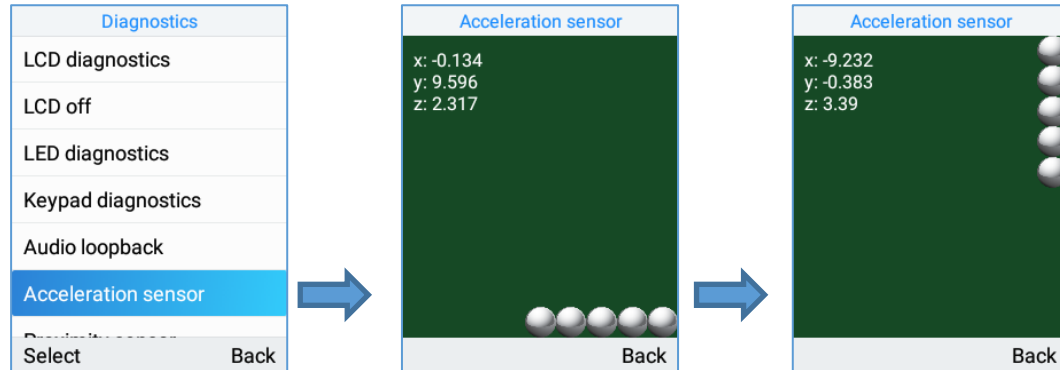 Diagnostics
LCD diagnostics
LCD off
LED diagnostics
Keypad diagnostics
Audio loopback
Acceleration sensor
Select Back
Acceleration sensor
x: -0.134
y: 9.596
z: 2.317
Back
Acceleration sensor
x: -9.232
y: -0.383
z: 3.39
Back